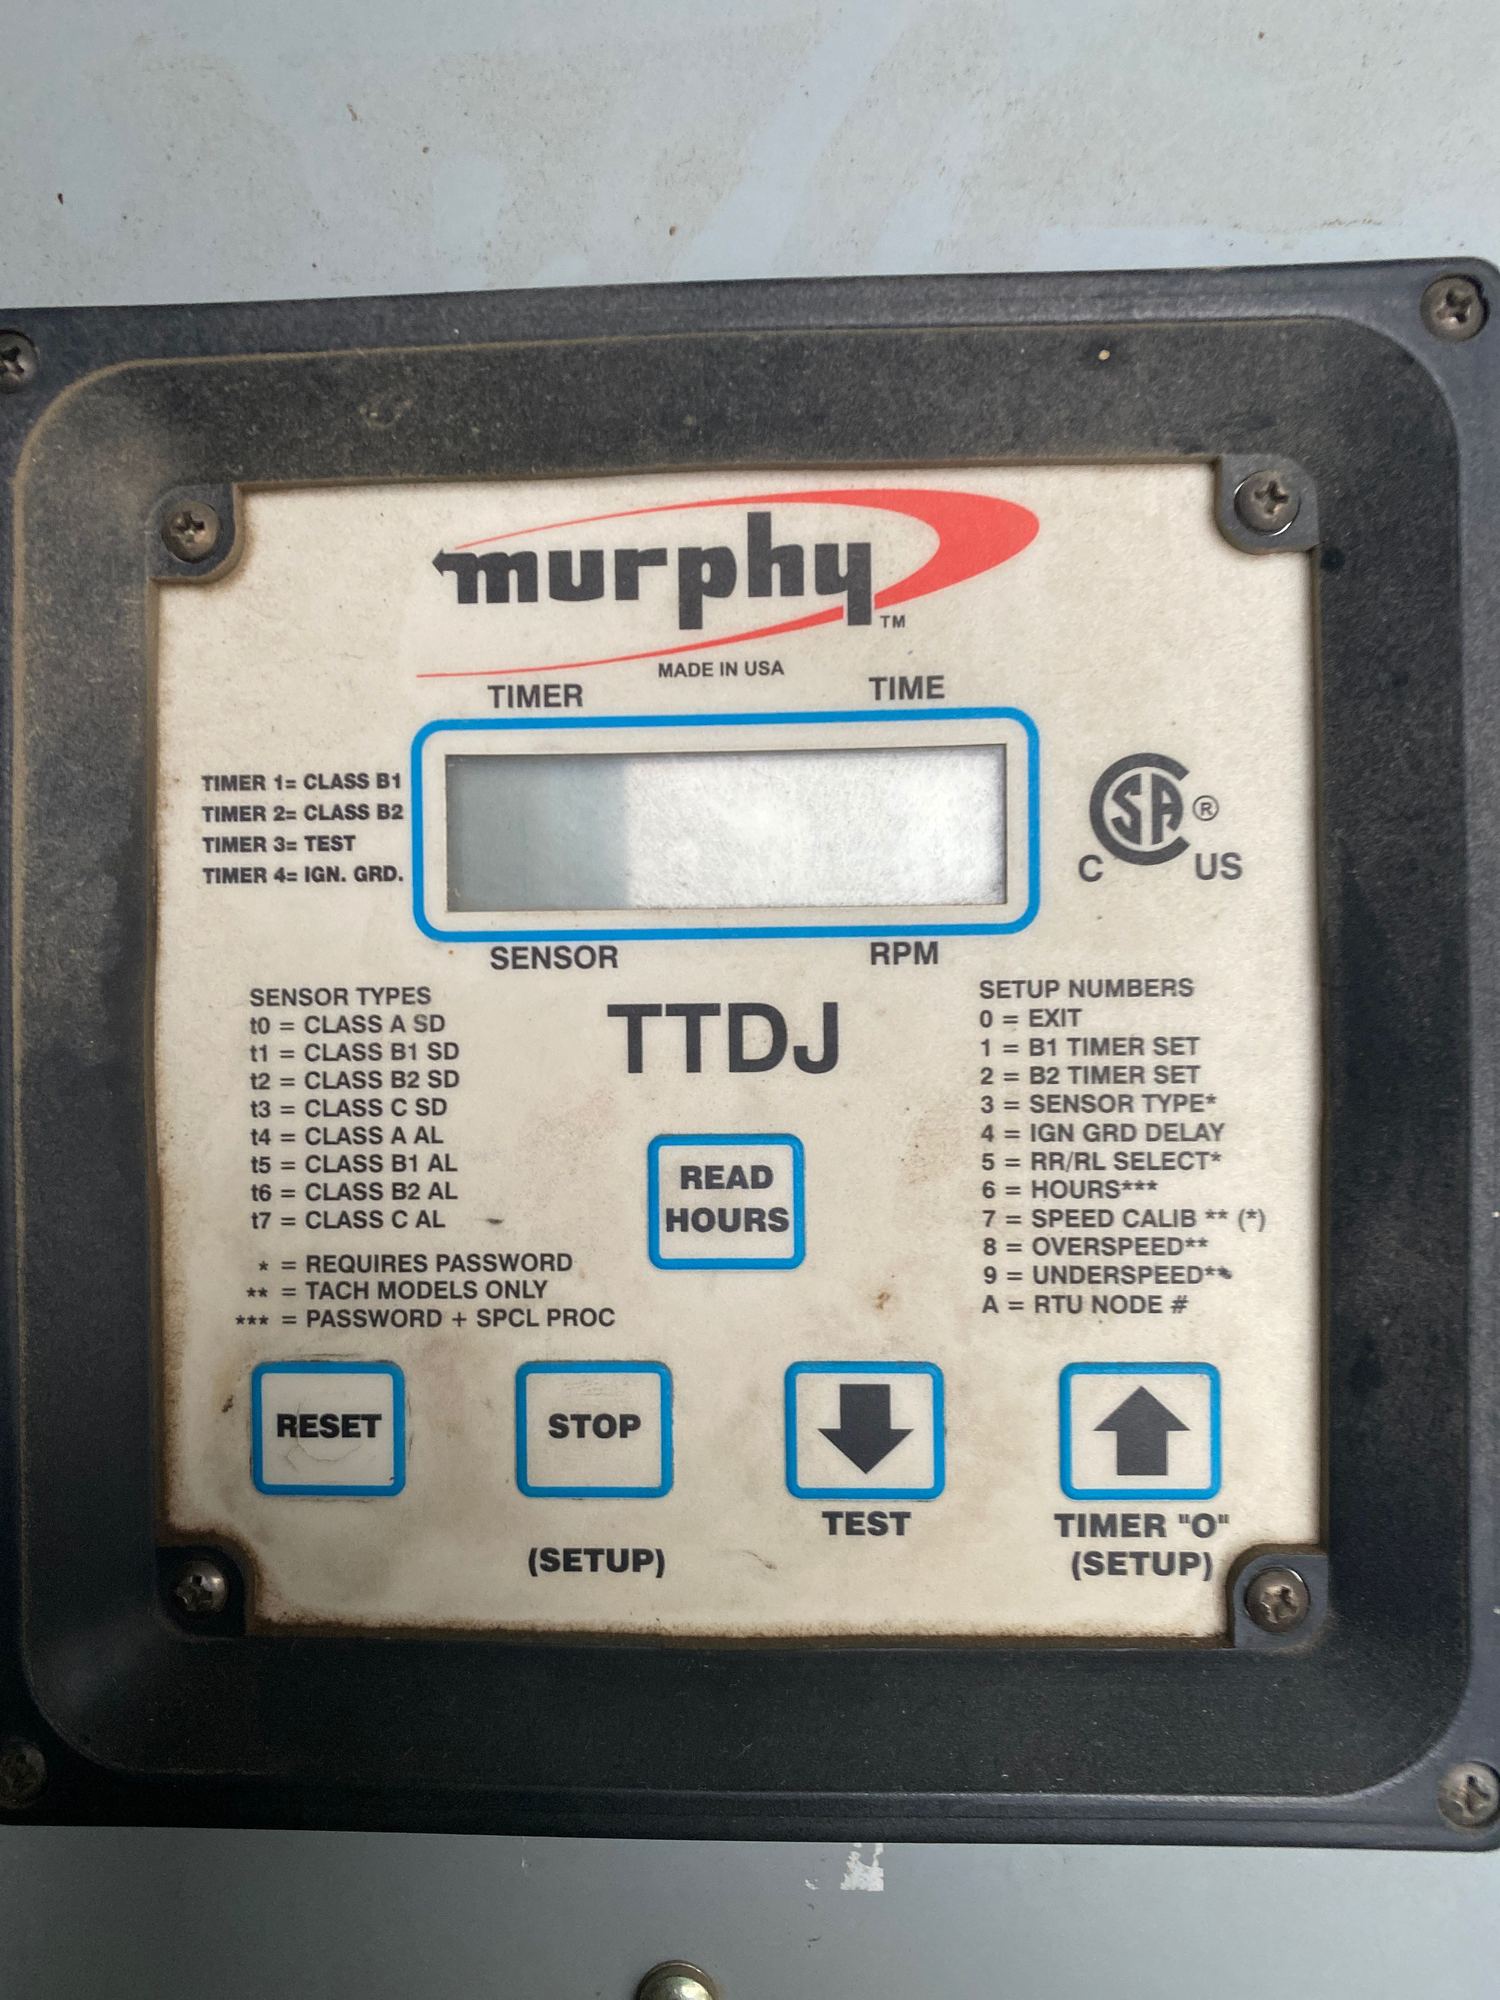 murphy™
MADE IN USA
TIMER TIME
TIMER 1= CLASS B1
TIMER 2= CLASS B2
TIMER 3= TEST
TIMER 4= IGN. GRD.
CSA®
C US
SENSOR RPM
TTDJ
SENSOR TYPES
t0 = CLASS A SD
t1 = CLASS B1 SD
t2 = CLASS B2 SD
t3 = CLASS C SD
t4 = CLASS A AL
t5 = CLASS B1 AL
t6 = CLASS B2 AL
t7 = CLASS C AL
* = REQUIRES PASSWORD
** = TACH MODELS ONLY
*** = PASSWORD + SPCL PROC
READ
HOURS
SETUP NUMBERS
0 = EXIT
1 = B1 TIMER SET
2 = B2 TIMER SET
3 = SENSOR TYPE*
4 = IGN GRD DELAY
5 = RR/RL SELECT*
6 = HOURS***
7 = SPEED CALIB ** (*)
8 = OVERSPEED**
9 = UNDERSPEED**
A = RTU NODE #
RESET
STOP
(SETUP)
TEST
TIMER "O"
(SETUP)